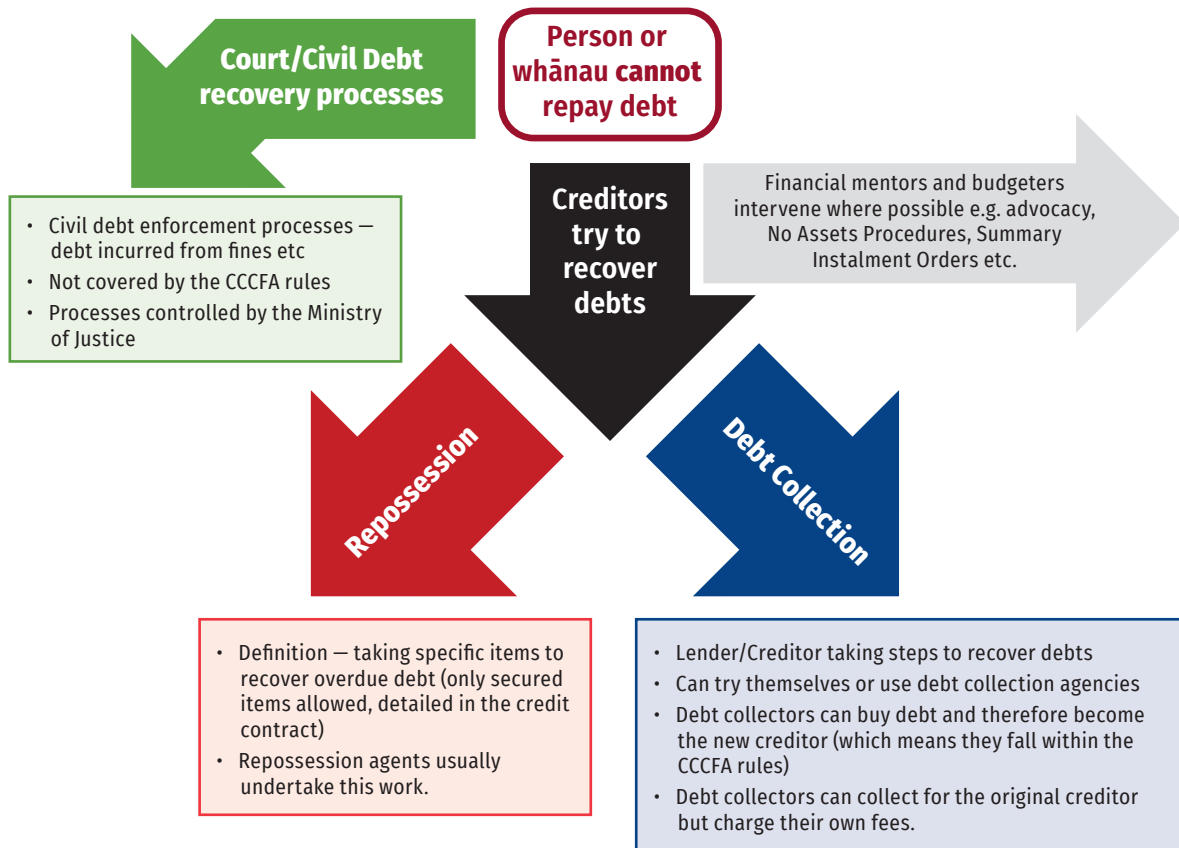 Court/Civil Debt
recovery processes
Person or
whānau cannot
repay debt
Creditors
try to
recover
debts
Financial mentors and budgeters
intervene where possible e.g. advocacy,
No Assets Procedures, Summary
Instalment Orders etc.
• Civil debt enforcement processes —
debt incurred from fines etc
• Not covered by the CCCFA rules
• Processes controlled by the Ministry
of Justice
Repossession
Debt Collection
• Definition — taking specific items to
recover overdue debt (only secured
items allowed, detailed in the credit
contract)
• Repossession agents usually
undertake this work.
• Lender/Creditor taking steps to recover debts
• Can try themselves or use debt collection agencies
• Debt collectors can buy debt and therefore become
the new creditor (which means they fall within the
CCCFA rules)
• Debt collectors can collect for the original creditor
but charge their own fees.